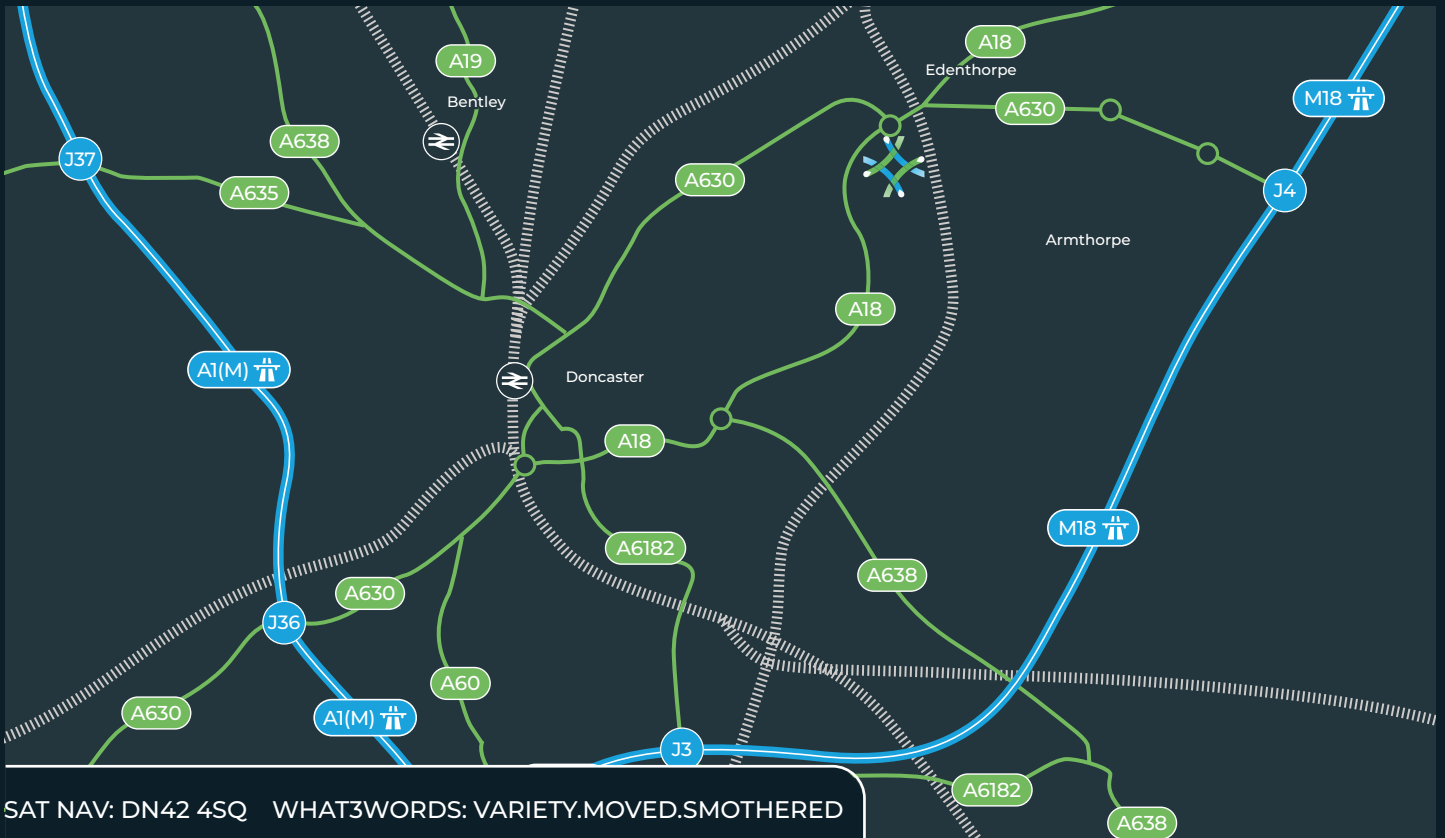 A18
A19
Edenthorpe
M18
Bentley
A630
A638
J37
A630
A635
J4
Armthorpe
A18
A1(M)
Doncaster
A18
M18
A6182
A638
A630
J36
A60
A630
A1(M)
J3
A6182
SAT NAV: DN42 4SQ WHAT3WORDS: VARIETY.MOVED.SMOTHERED
A638